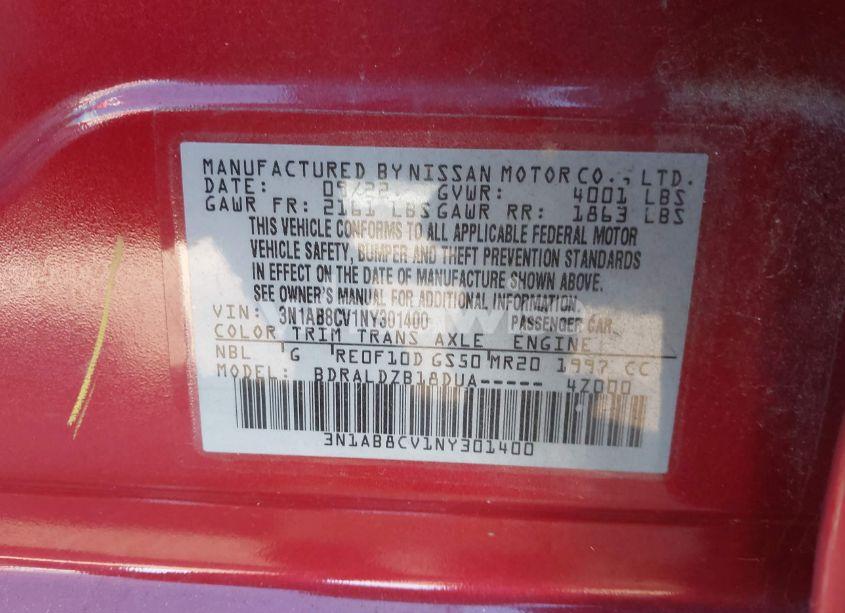 MANUFACTURED BY NISSAN MOTOR CO., LTD.
DATE: 09/22 GVWR: 4001 LBS
GAWR FR: 2161 LBS GAWR RR: 1863 LBS
THIS VEHICLE CONFORMS TO ALL APPLICABLE FEDERAL MOTOR
VEHICLE SAFETY, BUMPER AND THEFT PREVENTION STANDARDS
IN EFFECT ON THE DATE OF MANUFACTURE SHOWN ABOVE.
SEE OWNER'S MANUAL FOR ADDITIONAL INFORMATION.
VIN: 3N1AB8CV1NY301400 PASSENGER CAR
COLOR TRIM TRANS AXLE ENGINE
NBL G RE0F10D GS50 MR20 1997 CC
MODEL: BDRALDZB18DUA----- 4Z000
3N1AB8CV1NY301400